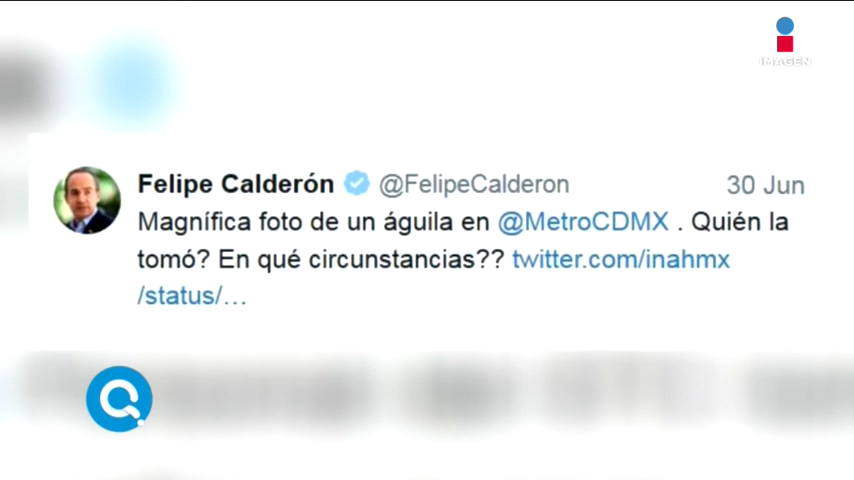 IMAGEN
Felipe Calderón @FelipeCalderon 30 Jun
Magnífica foto de un águila en @MetroCDMX . Quién la
tomó? En qué circunstancias?? twitter.com/inahmx
/status/…